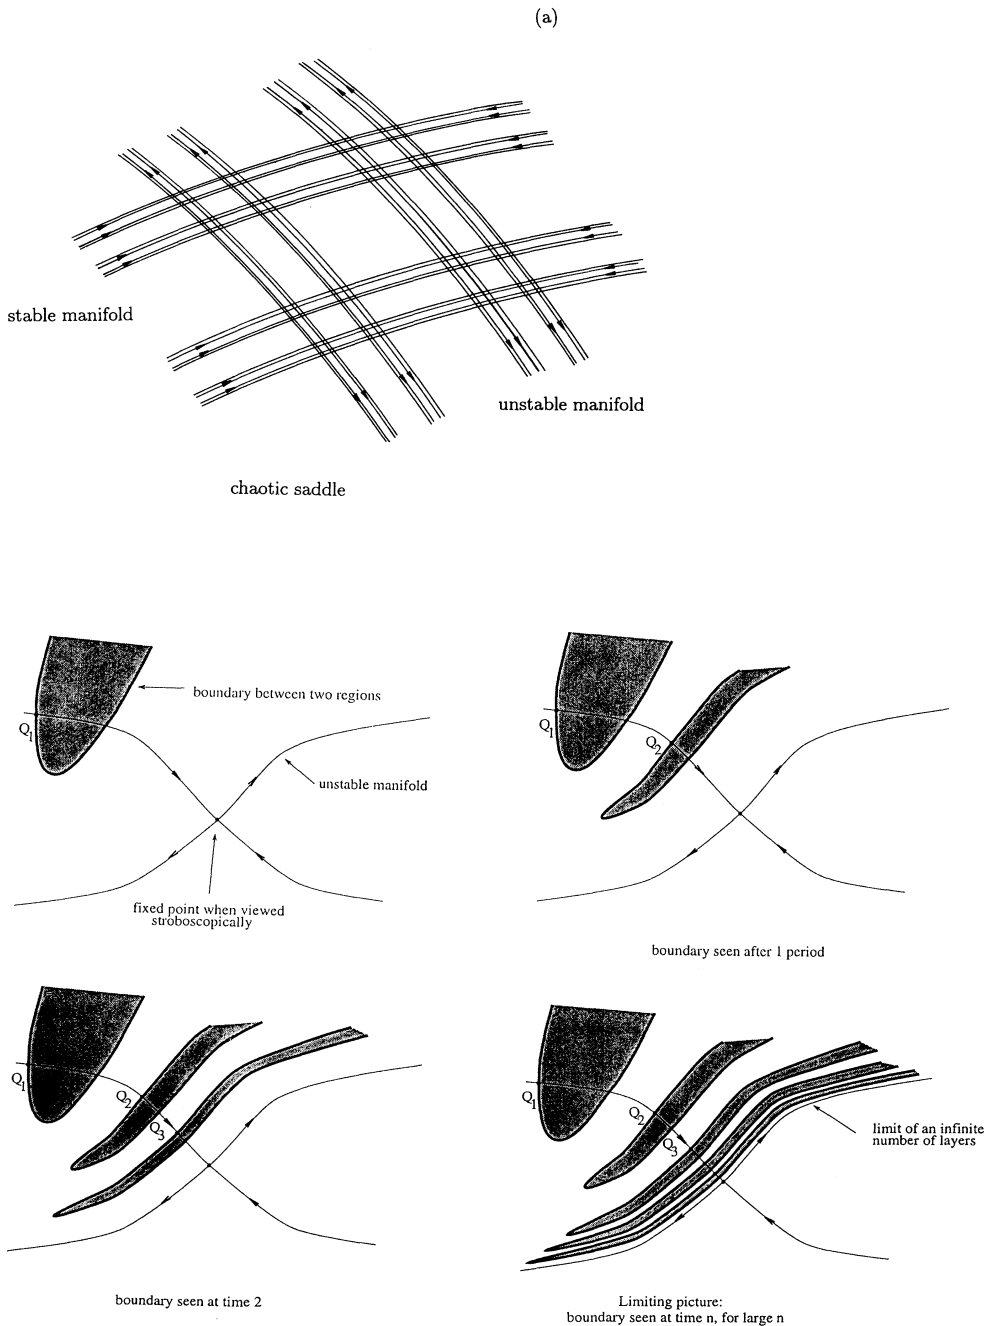 (a)
stable manifold
unstable manifold
chaotic saddle
boundary between two regions
Q1
unstable manifold
fixed point when viewed
stroboscopically
Q1
Q2
boundary seen after 1 period
Q1
Q2
Q3
boundary seen at time 2
Q1
Q2
Q3
limit of an infinite
number of layers
Limiting picture:
boundary seen at time n, for large n